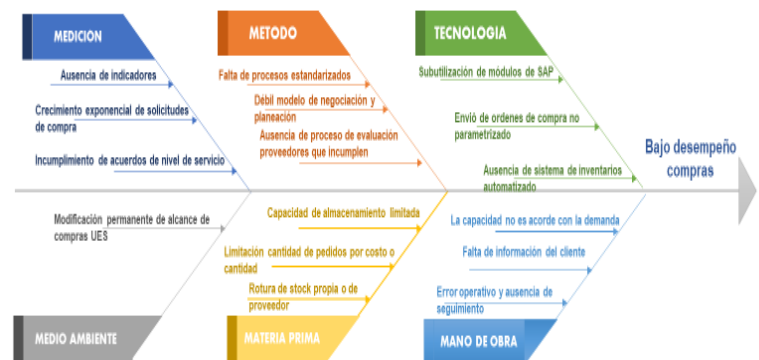 MEDICION
Ausencia de indicadores
Crecimiento exponencial de solicitudes
de compra
Incumplimiento de acuerdos de nivel de servicio
METODO
Falta de procesos estandarizados
Débil modelo de negociación y
planeación
Ausencia de proceso de evaluación
proveedores que incumplen
TECNOLOGIA
Subutilización de módulos de SAP
Envió de ordenes de compra no
parametrizado
Ausencia de sistema de inventarios
automatizado
Bajo desempeño
compras
Modificación permanente de alcance de
compras UES
MEDIO AMBIENTE
Capacidad de almacenamiento limitada
Limitación cantidad de pedidos por costo o
cantidad
Rotura de stock propia o de
proveedor
MATERIA PRIMA
La capacidad no es acorde con la demanda
Falta de información del cliente
Error operativo y ausencia de
seguimiento
MANO DE OBRA